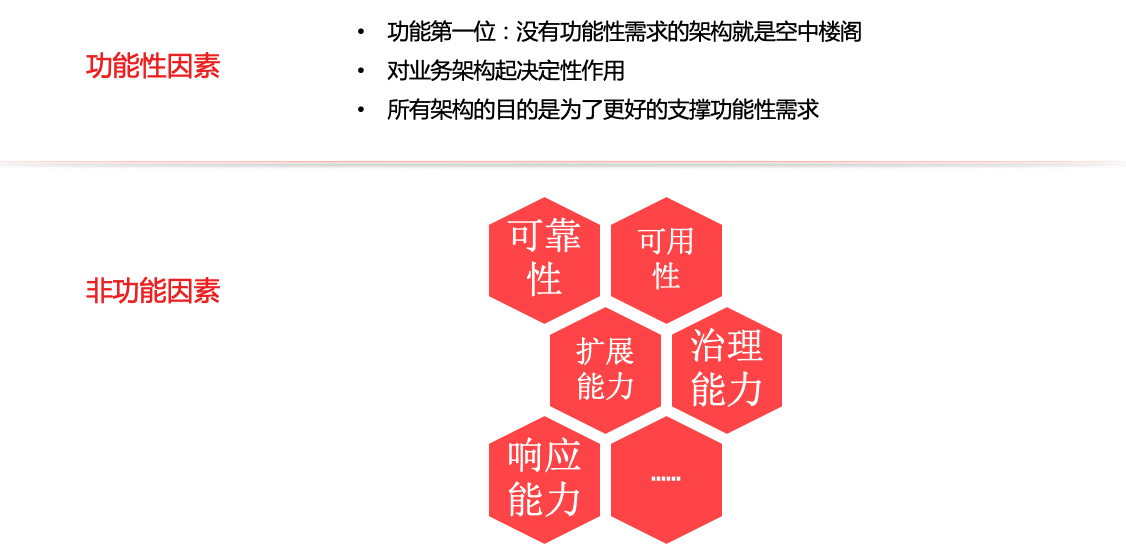 功能性因素
• 功能第一位：没有功能性需求的架构就是空中楼阁
• 对业务架构起决定性作用
• 所有架构的目的是为了更好的支撑功能性需求
非功能因素
可靠
性
可用
性
扩展
能力
治理
能力
响应
能力
......